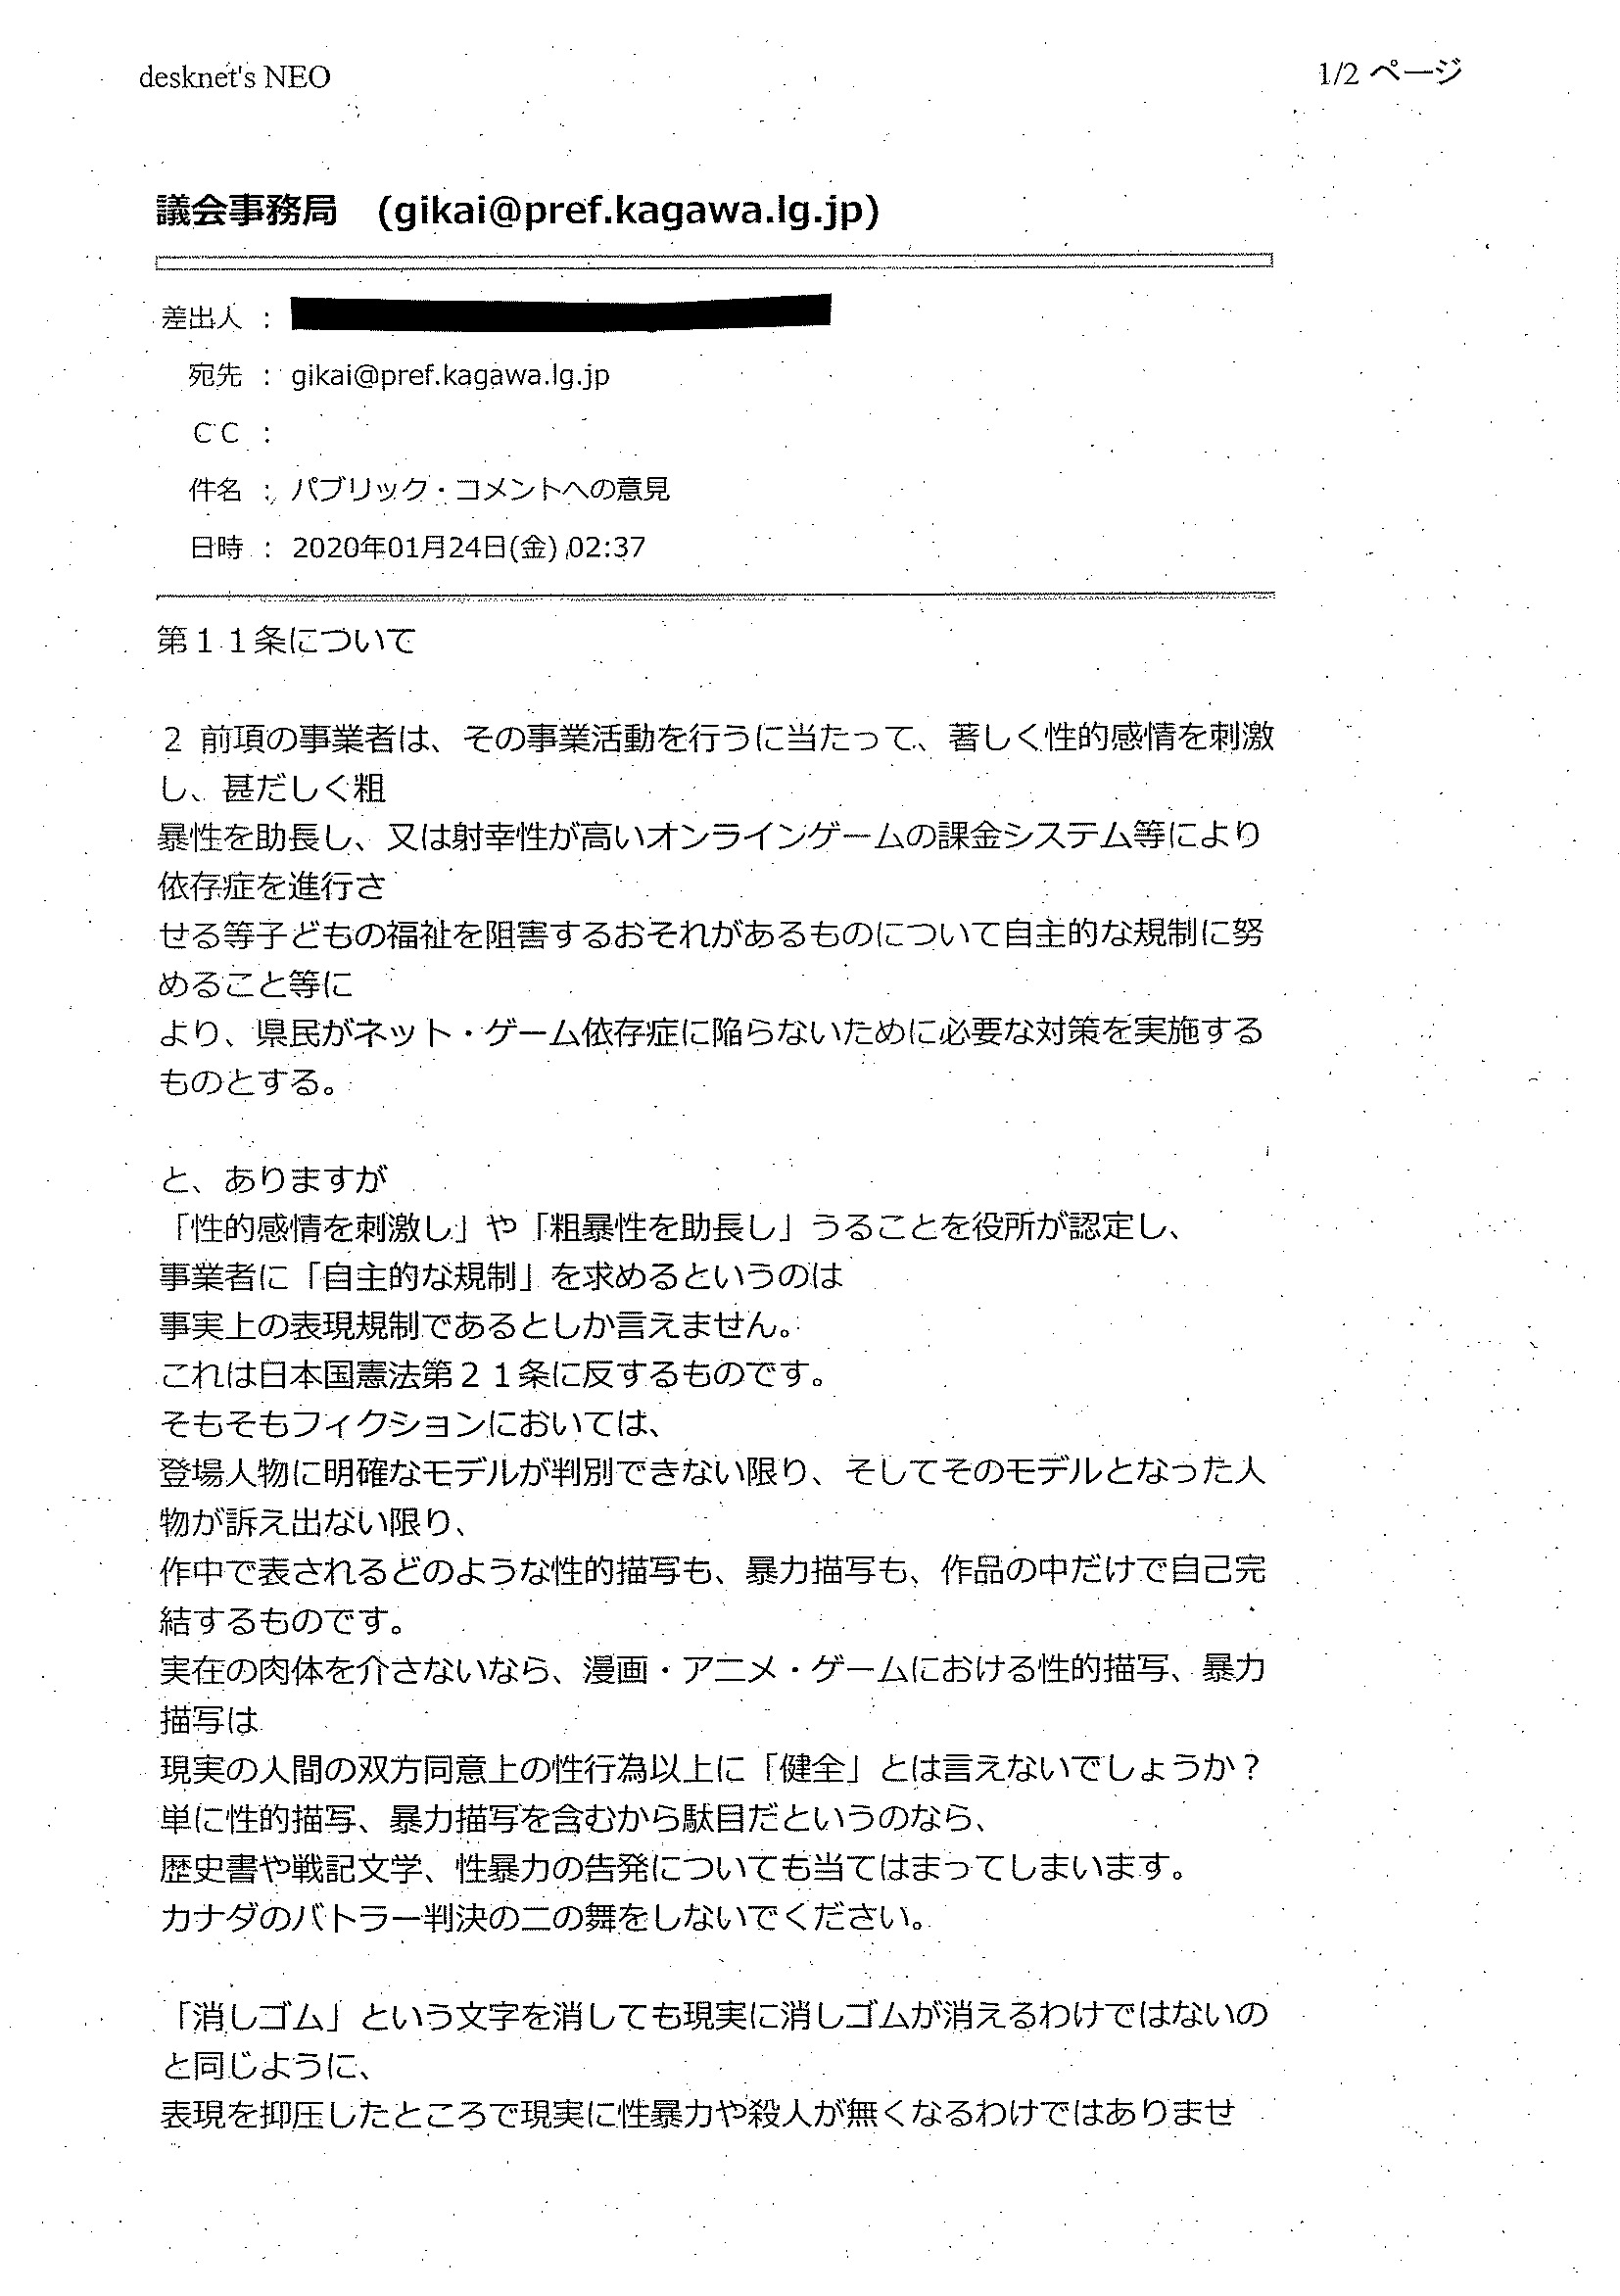 desknet's NEO
1/2 ページ
議会事務局 (gikai@pref.kagawa.lg.jp)
差出人 :
宛先 : gikai@pref.kagawa.lg.jp
CC :
件名 : パブリック・コメントへの意見
日時 : 2020年01月24日(金) 02:37
第１１条について
２ 前項の事業者は、その事業活動を行うに当たって、著しく性的感情を刺激
し、甚だしく粗
暴性を助長し、又は射幸性が高いオンラインゲームの課金システム等により
依存症を進行さ
せる等子どもの福祉を阻害するおそれがあるものについて自主的な規制に努
めること等に
より、県民がネット・ゲーム依存症に陥らないために必要な対策を実施する
ものとする。
と、ありますが
「性的感情を刺激し」や「粗暴性を助長し」うることを役所が認定し、
事業者に「自主的な規制」を求めるというのは
事実上の表現規制であるとしか言えません。
これは日本国憲法第２１条に反するものです。
そもそもフィクションにおいては、
登場人物に明確なモデルが判別できない限り、そしてそのモデルとなった人
物が訴え出ない限り、
作中で表されるどのような性的描写も、暴力描写も、作品の中だけで自己完
結するものです。
実在の肉体を介さないなら、漫画・アニメ・ゲームにおける性的描写、暴力
描写は
現実の人間の双方同意上の性行為以上に「健全」とは言えないでしょうか？
単に性的描写、暴力描写を含むから駄目だというのなら、
歴史書や戦記文学、性暴力の告発についても当てはまってしまいます。
カナダのバトラー判決の二の舞をしないでください。
「消しゴム」という文字を消しても現実に消しゴムが消えるわけではないの
と同じように、
表現を抑圧したところで現実に性暴力や殺人が無くなるわけではありませ